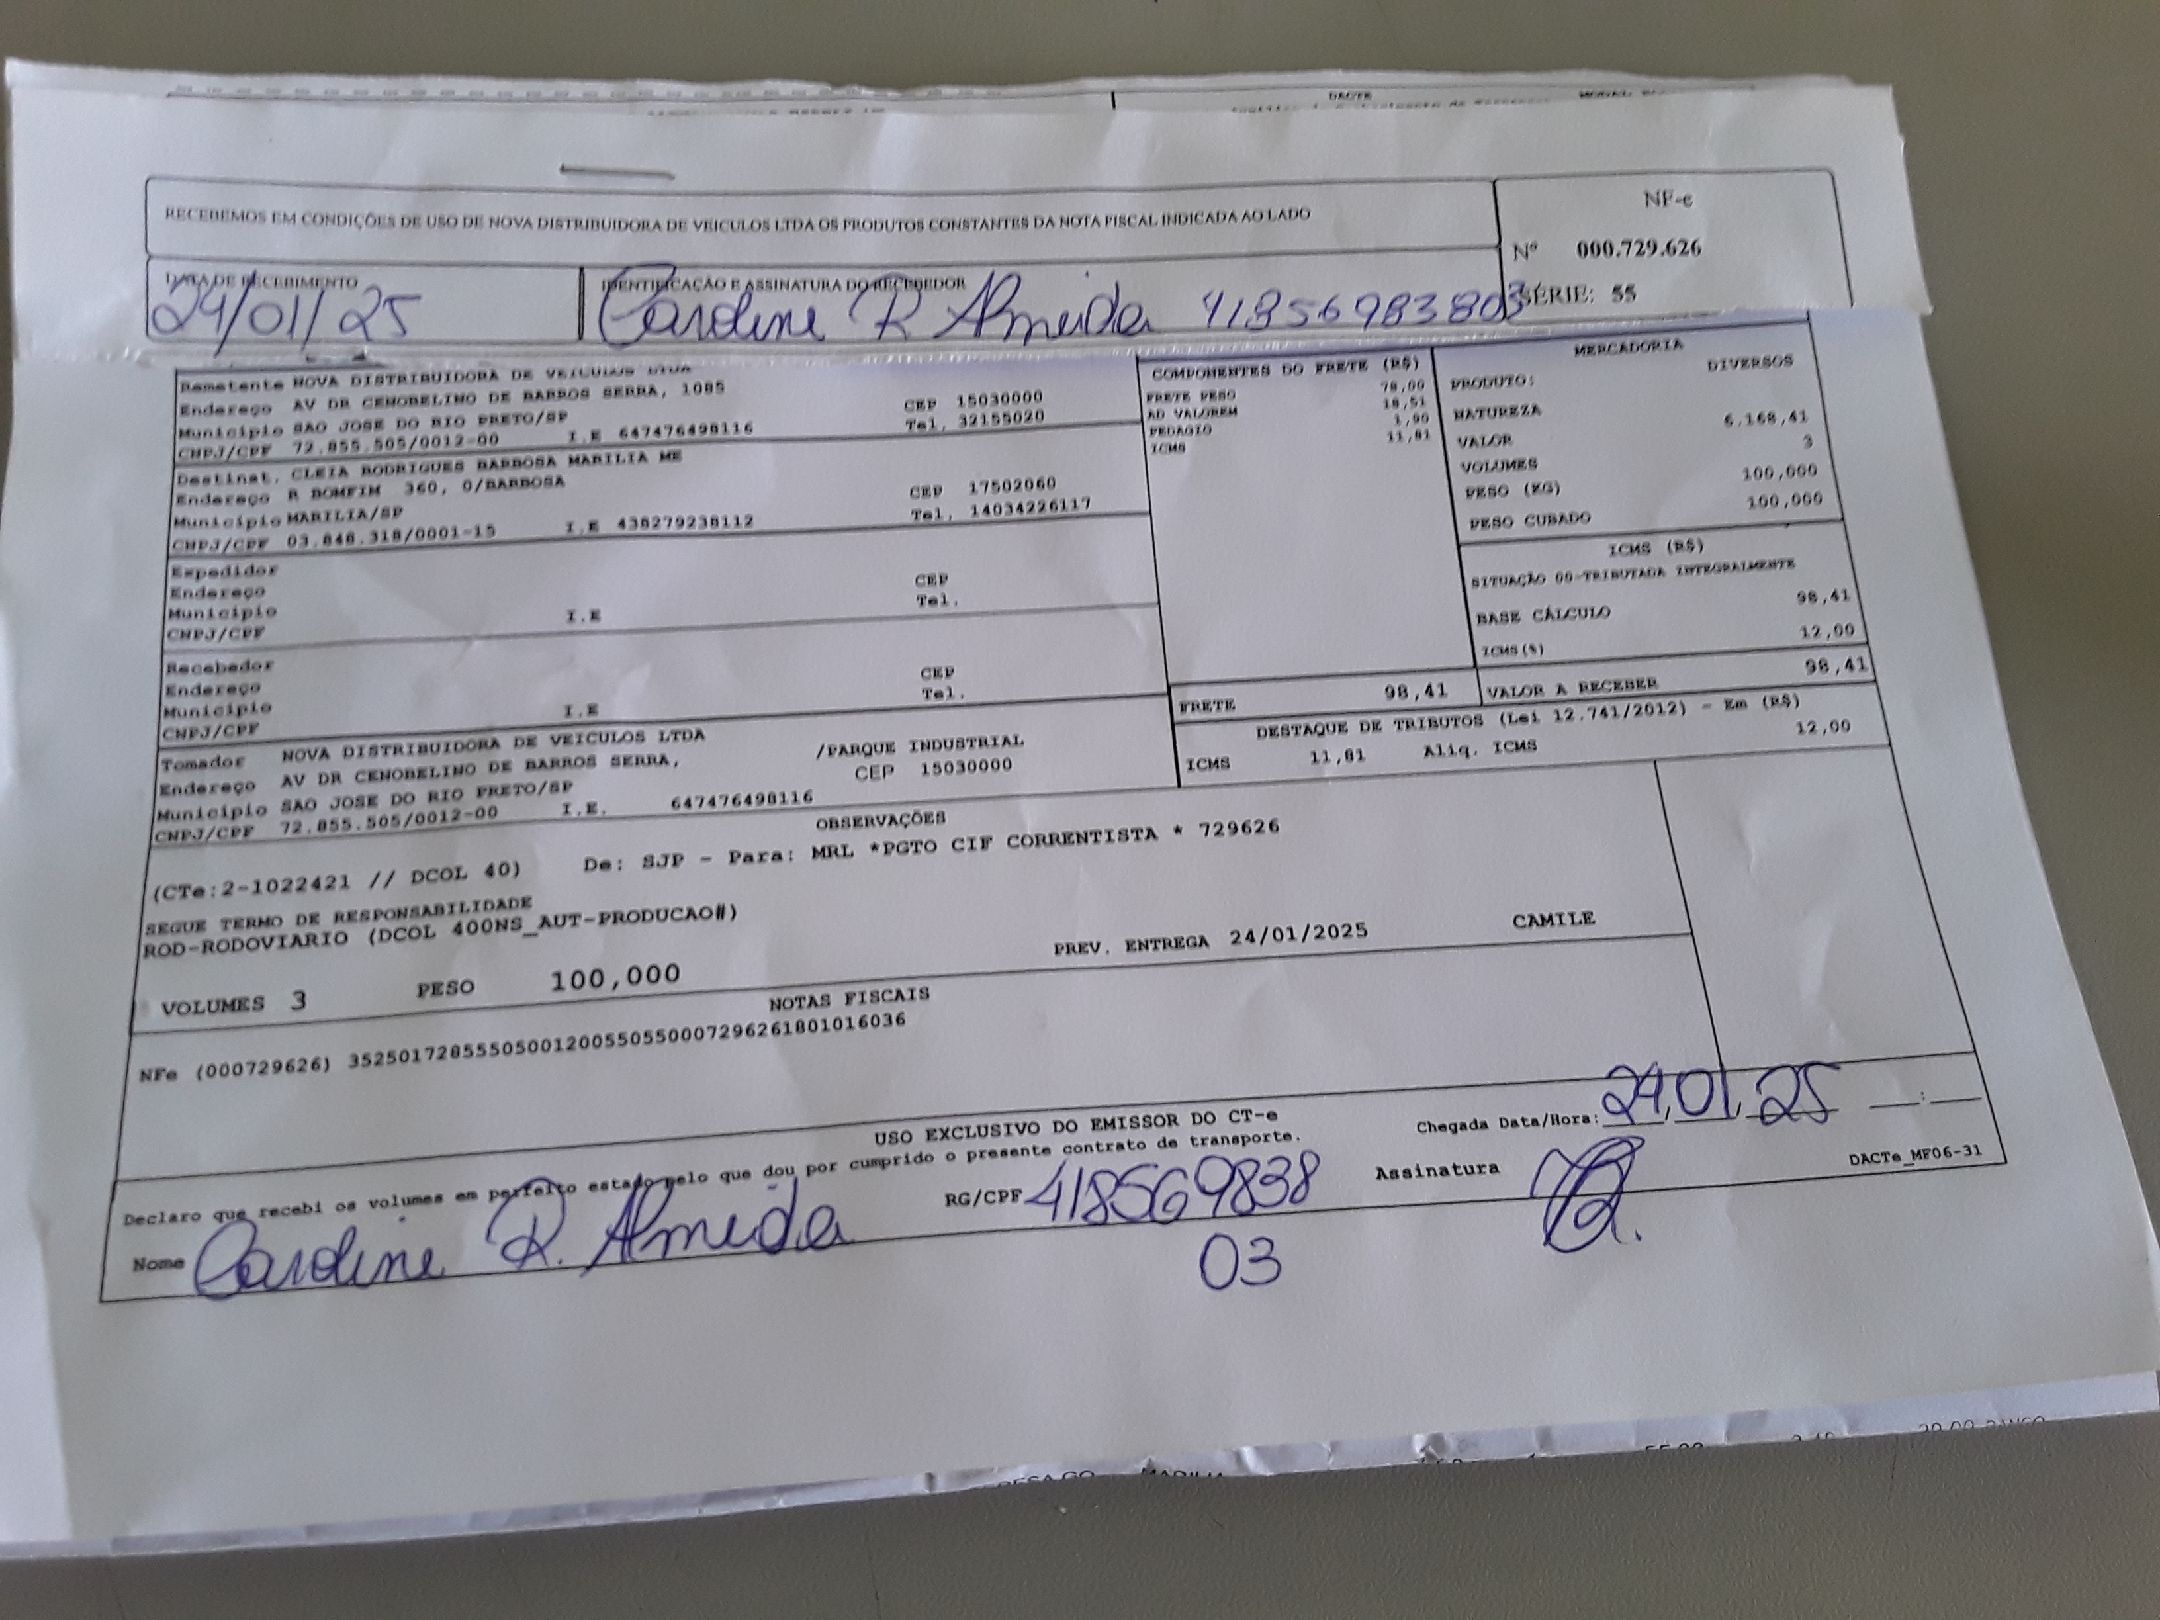 DACTE
RECEBEMOS EM CONDIÇÕES DE USO DE NOVA DISTRIBUIDORA DE VEICULOS LTDA OS PRODUTOS CONSTANTES DA NOTA FISCAL INDICADA AO LADO
NF-e
Nº 000.729.626
SÉRIE: 55
DATA DE RECEBIMENTO
24/01/25
IDENTIFICAÇÃO E ASSINATURA DO RECEBEDOR
Caroline R Almeida 41856983803
Remetente NOVA DISTRIBUIDORA DE VEICULOS LTDA
Endereço AV DR CENOBELINO DE BARROS SERRA, 1085
Município SAO JOSE DO RIO PRETO/SP CEP 15030000
CNPJ/CPF 72.855.505/0012-00 I.E 647476498116 Tel. 32155020
Destinat. CLEIA RODRIGUES BARBOSA MARILIA ME
Endereço R BOMFIM 360, 0/BARBOSA
Município MARILIA/SP CEP 17502060
CNPJ/CPF 03.848.318/0001-15 I.E 438279238112 Tel. 14034226117
Expedidor
Endereço CEP
Município Tel.
CNPJ/CPF I.E
Recebedor
Endereço CEP
Município Tel.
CNPJ/CPF I.E
Tomador NOVA DISTRIBUIDORA DE VEICULOS LTDA
Endereço AV DR CENOBELINO DE BARROS SERRA, /PARQUE INDUSTRIAL
Município SAO JOSE DO RIO PRETO/SP CEP 15030000
CNPJ/CPF 72.855.505/0012-00 I.E. 647476498116
COMPONENTES DO FRETE (R$)
FRETE PESO 78,00
AD VALOREM 18,51
PEDAGIO 1,90
ICMS 11,81
MERCADORIA
PRODUTO: DIVERSOS
NATUREZA
VALOR 6.168,41
VOLUMES 3
PESO (KG) 100,000
PESO CUBADO 100,000
ICMS (R$)
SITUAÇÃO 00-TRIBUTADA INTEGRALMENTE
BASE CÁLCULO 98,41
ICMS(%) 12,00
FRETE 98,41
VALOR A RECEBER 98,41
DESTAQUE DE TRIBUTOS (Lei 12.741/2012) - Em (R$)
ICMS 11,81 Aliq. ICMS 12,00
OBSERVAÇÕES
(CTe:2-1022421 // DCOL 40) De: SJP - Para: MRL *PGTO CIF CORRENTISTA * 729626
SEGUE TERMO DE RESPONSABILIDADE
ROD-RODOVIARIO (DCOL 400NS_AUT-PRODUCAO#)
PREV. ENTREGA 24/01/2025 CAMILE
VOLUMES 3 PESO 100,000
NOTAS FISCAIS
NFe (000729626) 35250172855505001200550550007296261801016036
USO EXCLUSIVO DO EMISSOR DO CT-e
Declaro que recebi os volumes em perfeito estado pelo que dou por cumprido o presente contrato de transporte.
Chegada Data/Hora: 24,01,25 __:__
Nome Caroline R. Almeida
RG/CPF 418569838
03
Assinatura
DACTe_MF06-31